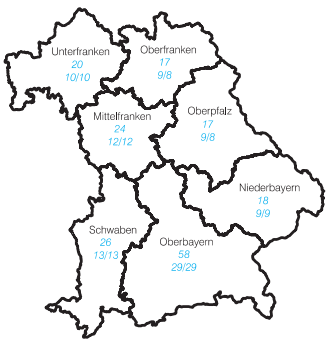 Unterfranken
20
10/10
Oberfranken
17
9/8
Mittelfranken
24
12/12
Oberpfalz
17
9/8
Niederbayern
18
9/9
Schwaben
26
13/13
Oberbayern
58
29/29